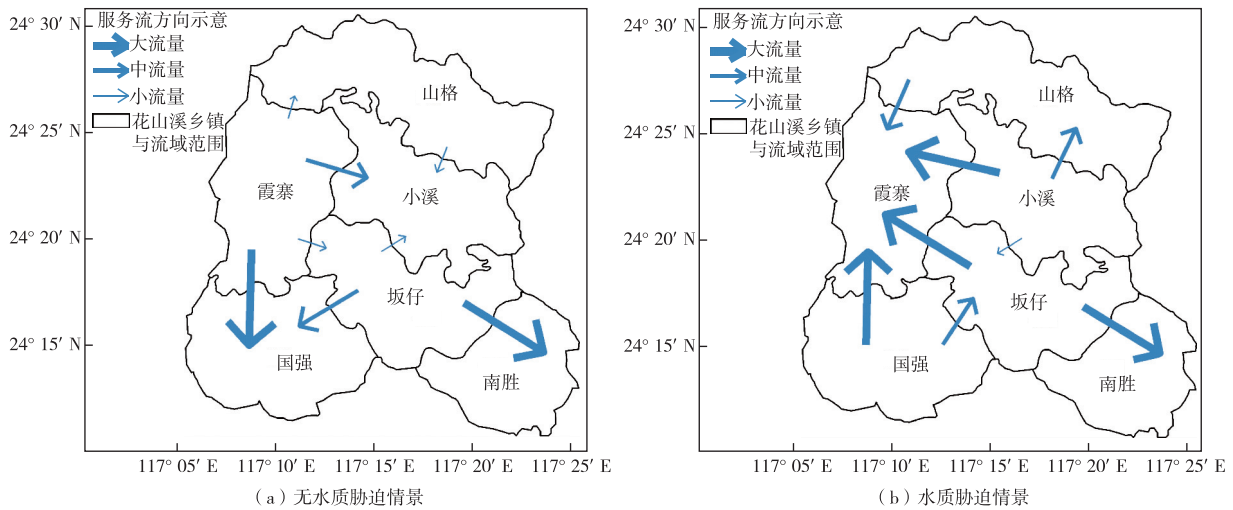 服务流方向示意
大流量
中流量
小流量
花山溪乡镇
与流域范围
24° 30′ N
24° 25′ N
24° 20′ N
24° 15′ N
山格
霞寨
小溪
坂仔
国强
南胜
117° 05′ E 117° 10′ E 117° 15′ E 117° 20′ E 117° 25′ E
(a)无水质胁迫情景
服务流方向示意
大流量
中流量
小流量
花山溪乡镇
与流域范围
24° 30′ N
24° 25′ N
24° 20′ N
24° 15′ N
山格
霞寨
小溪
坂仔
国强
南胜
117° 05′ E 117° 10′ E 117° 15′ E 117° 20′ E 117° 25′ E
(b)水质胁迫情景